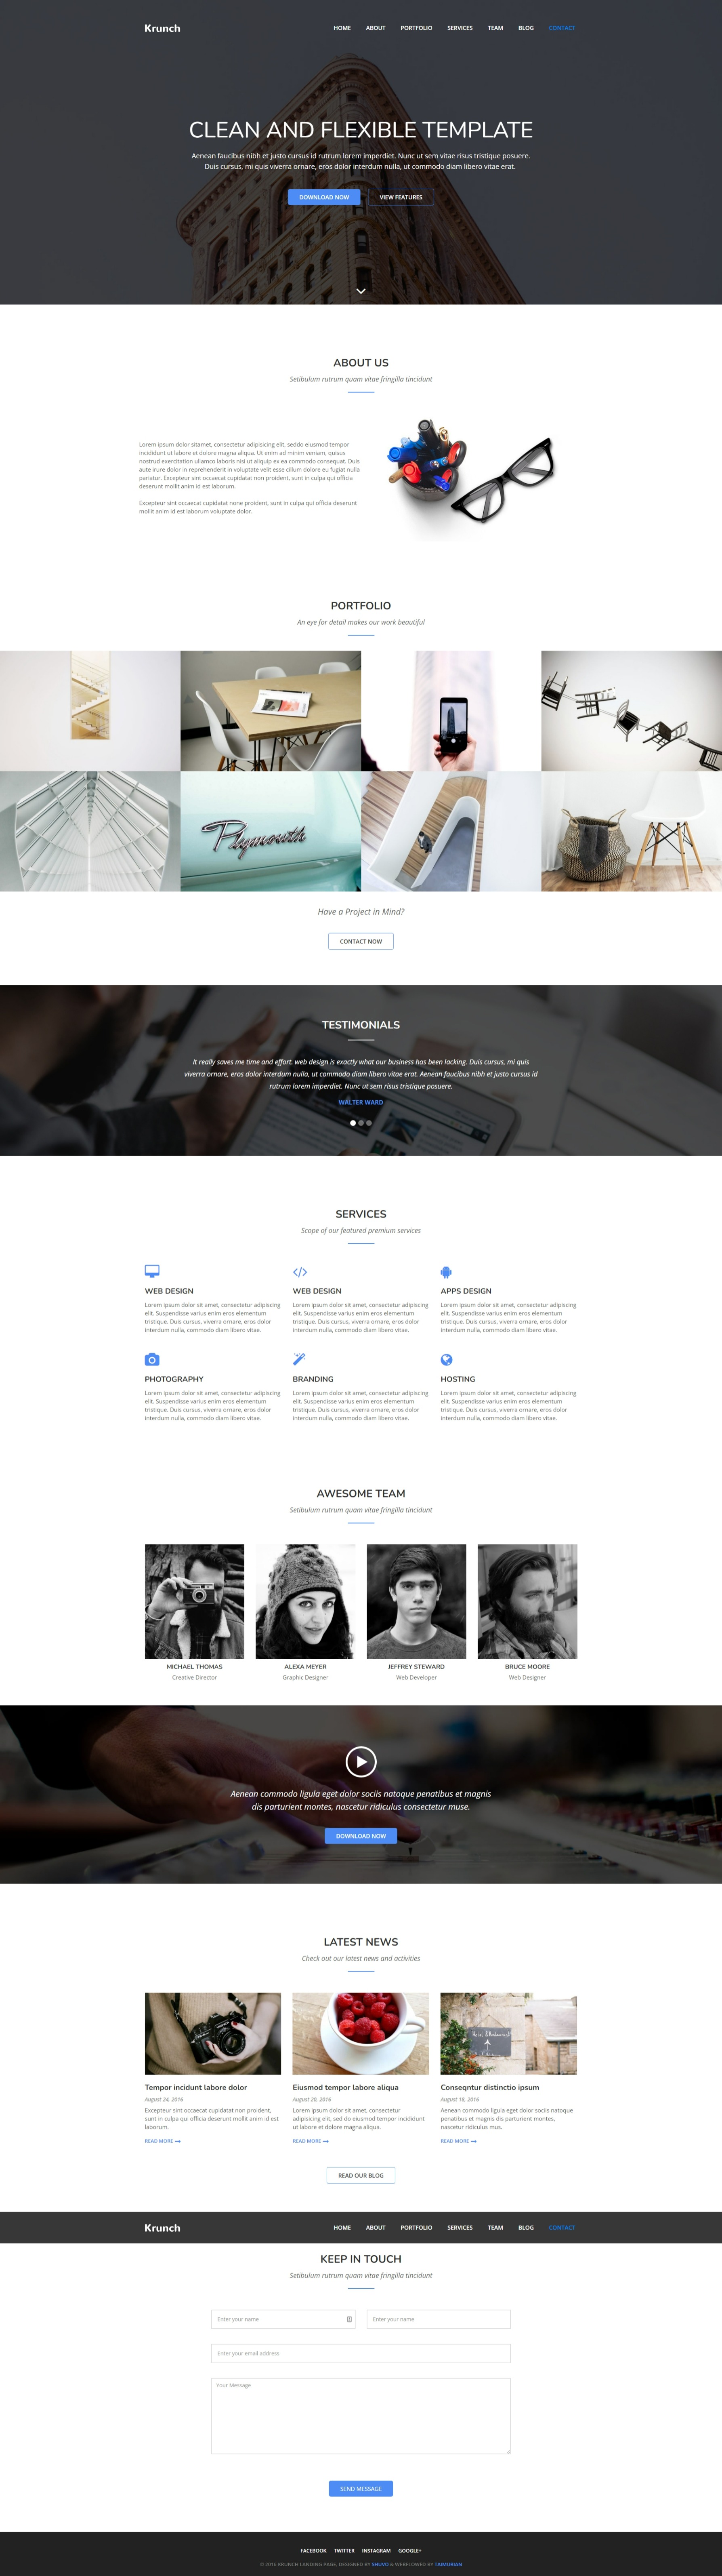 Krunch
HOME ABOUT PORTFOLIO SERVICES TEAM BLOG CONTACT
CLEAN AND FLEXIBLE TEMPLATE
Aenean faucibus nibh et justo cursus id rutrum lorem imperdiet. Nunc ut sem vitae risus tristique posuere.
Duis cursus, mi quis viverra ornare, eros dolor interdum nulla, ut commodo diam libero vitae erat.
DOWNLOAD NOW VIEW FEATURES
ABOUT US
Setibulum rutrum quam vitae fringilla tincidunt
Lorem ipsum dolor sitamet, consectetur adipisicing elit, seddo eiusmod tempor
incididunt ut labore et dolore magna aliqua. Ut enim ad minim veniam, quisus
nostrud exercitation ullamco laboris nisi ut aliquip ex ea commodo consequat. Duis
aute irure dolor in reprehenderit in voluptate velit esse cillum dolore eu fugiat nulla
pariatur. Excepteur sint occaecat cupidatat non proident, sunt in culpa qui officia
deserunt mollit anim id est laborum.
Excepteur sint occaecat cupidatat none proident, sunt in culpa qui officia deserunt
mollit anim id est laborum voluptate dolor.
PORTFOLIO
An eye for detail makes our work beautiful
Plymouth
Have a Project in Mind?
CONTACT NOW
TESTIMONIALS
It really saves me time and effort. web design is exactly what our business has been lacking. Duis cursus, mi quis
viverra ornare, eros dolor interdum nulla, ut commodo diam libero vitae erat. Aenean faucibus nibh et justo cursus id
rutrum lorem imperdiet. Nunc ut sem risus tristique posuere.
WALTER WARD
SERVICES
Scope of our featured premium services
WEB DESIGN
Lorem ipsum dolor sit amet, consectetur adipiscing
elit. Suspendisse varius enim eros elementum
tristique. Duis cursus, viverra ornare, eros dolor
interdum nulla, commodo diam libero vitae.
WEB DESIGN
Lorem ipsum dolor sit amet, consectetur adipiscing
elit. Suspendisse varius enim eros elementum
tristique. Duis cursus, viverra ornare, eros dolor
interdum nulla, commodo diam libero vitae.
APPS DESIGN
Lorem ipsum dolor sit amet, consectetur adipiscing
elit. Suspendisse varius enim eros elementum
tristique. Duis cursus, viverra ornare, eros dolor
interdum nulla, commodo diam libero vitae.
PHOTOGRAPHY
Lorem ipsum dolor sit amet, consectetur adipiscing
elit. Suspendisse varius enim eros elementum
tristique. Duis cursus, viverra ornare, eros dolor
interdum nulla, commodo diam libero vitae.
BRANDING
Lorem ipsum dolor sit amet, consectetur adipiscing
elit. Suspendisse varius enim eros elementum
tristique. Duis cursus, viverra ornare, eros dolor
interdum nulla, commodo diam libero vitae.
HOSTING
Lorem ipsum dolor sit amet, consectetur adipiscing
elit. Suspendisse varius enim eros elementum
tristique. Duis cursus, viverra ornare, eros dolor
interdum nulla, commodo diam libero vitae.
AWESOME TEAM
Setibulum rutrum quam vitae fringilla tincidunt
MICHAEL THOMAS
Creative Director
ALEXA MEYER
Graphic Designer
JEFFREY STEWARD
Web Developer
BRUCE MOORE
Web Designer
Aenean commodo ligula eget dolor sociis natoque penatibus et magnis
dis parturient montes, nascetur ridiculus consectetur muse.
DOWNLOAD NOW
LATEST NEWS
Check out our latest news and activities
Tempor incidunt labore dolor
August 24, 2016
Excepteur sint occaecat cupidatat non proident,
sunt in culpa qui officia deserunt mollit anim id est
laborum.
READ MORE
Eiusmod tempor labore aliqua
August 20, 2016
Lorem ipsum dolor sit amet, consectetur
adipisicing elit, sed do eiusmod tempor incididunt
ut labore et dolore magna aliqua.
READ MORE
Conseqntur distinctio ipsum
August 18, 2016
Aenean commodo ligula eget dolor sociis natoque
penatibus et magnis dis parturient montes,
nascetur ridiculus mus.
READ MORE
READ OUR BLOG
Krunch
HOME ABOUT PORTFOLIO SERVICES TEAM BLOG CONTACT
KEEP IN TOUCH
Setibulum rutrum quam vitae fringilla tincidunt
Enter your name Enter your name
Enter your email address
Your Message
SEND MESSAGE
FACEBOOK TWITTER INSTAGRAM GOOGLE+
© 2016 KRUNCH LANDING PAGE. DESIGNED BY SHUVO & WEBFLOWED BY TAIMURIAN